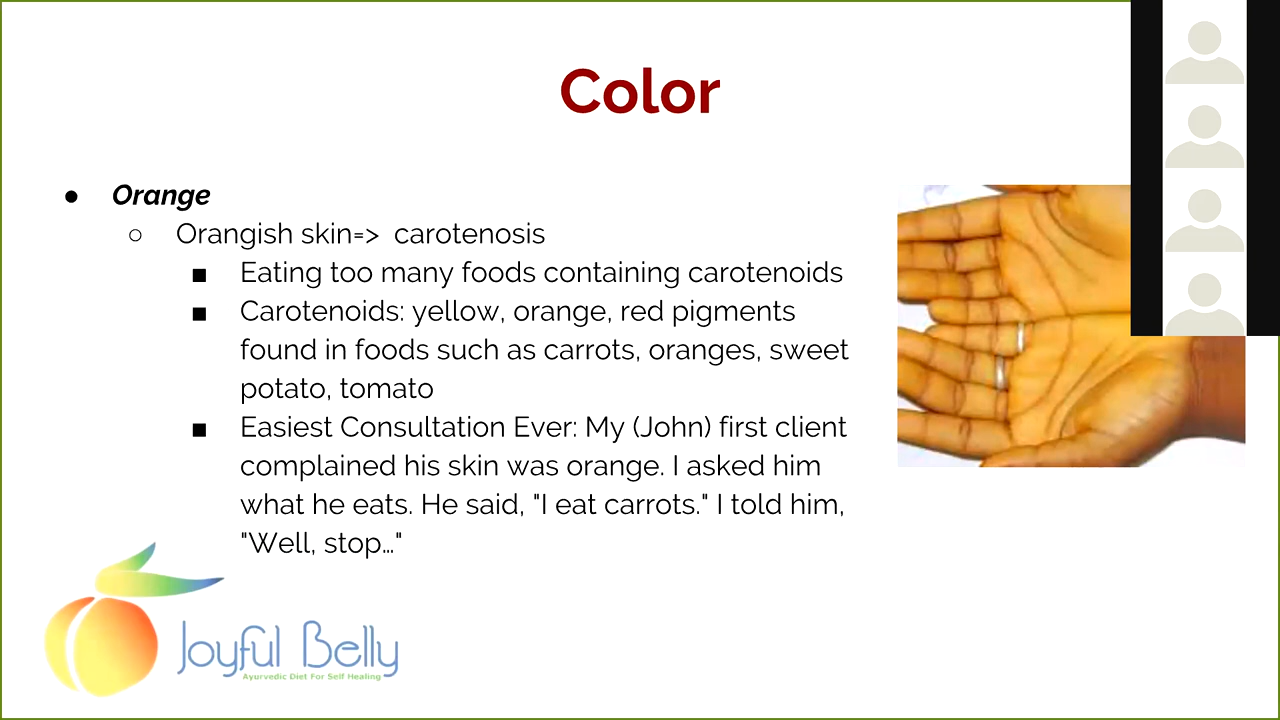 Color
● Orange
○ Orangish skin=> carotenosis
■ Eating too many foods containing carotenoids
■ Carotenoids: yellow, orange, red pigments
found in foods such as carrots, oranges, sweet
potato, tomato
■ Easiest Consultation Ever: My (John) first client
complained his skin was orange. I asked him
what he eats. He said, "I eat carrots." I told him,
"Well, stop…"
Joyful Belly
Ayurvedic Diet For Self Healing